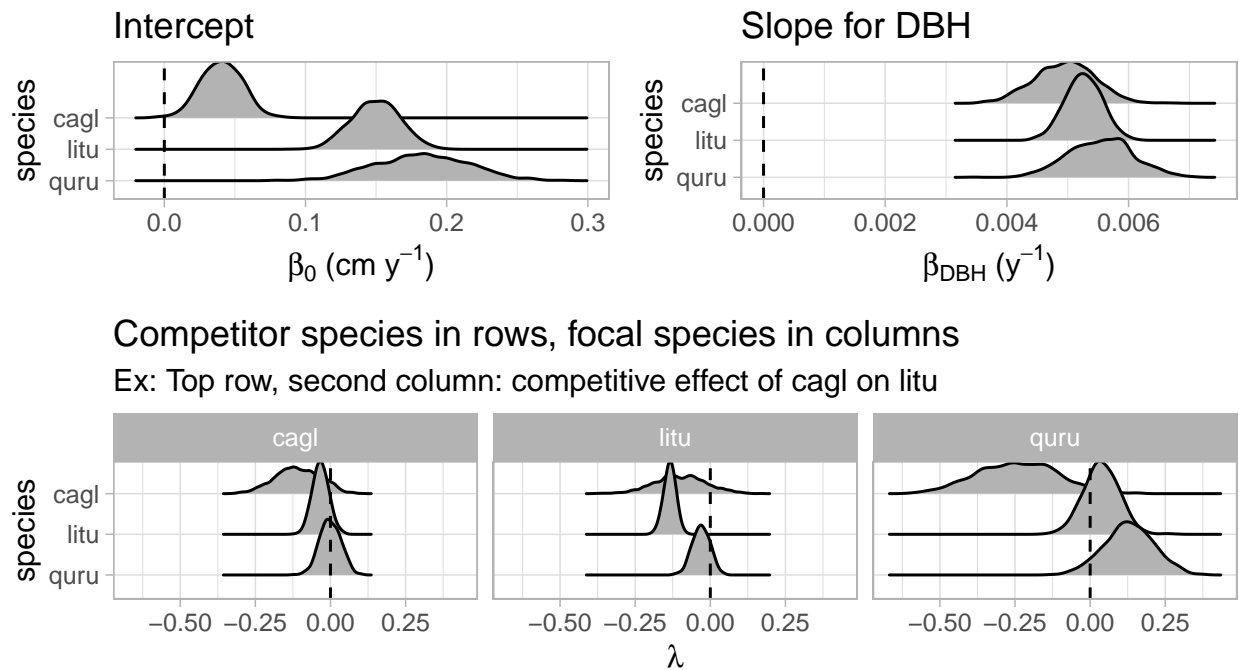 Intercept
species
cagl
litu
quru
0.0 0.1 0.2 0.3
β0 (cm y−1)
Slope for DBH
species
cagl
litu
quru
0.000 0.002 0.004 0.006
βDBH (y−1)
Competitor species in rows, focal species in columns
Ex: Top row, second column: competitive effect of cagl on litu
cagl litu quru
species
cagl
litu
quru
−0.50 −0.25 0.00 0.25 −0.50 −0.25 0.00 0.25 −0.50 −0.25 0.00 0.25
λ